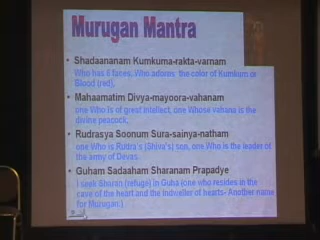 Murugan Mantra
• Shadaananam Kumkuma-rakta-varnam
Who has 6 faces, Who adorns the color of Kumkum or
Blood (red),
• Mahaamatim Divya-mayoora-vahanam
one Who is of great Intellect, one Whose vahana is the
divine peacock,
• Rudrasya Soonum Sura-sainya-natham
one Who is Rudra's (Shiva's) son, one Who is the leader of
the army of Devas.
• Guham Sadaaham Sharanam Prapadye
I seek Sharan (refuge) in Guha (one who resides in the
cave of the heart and the Indweller of hearts- Another name
for Murugan.)